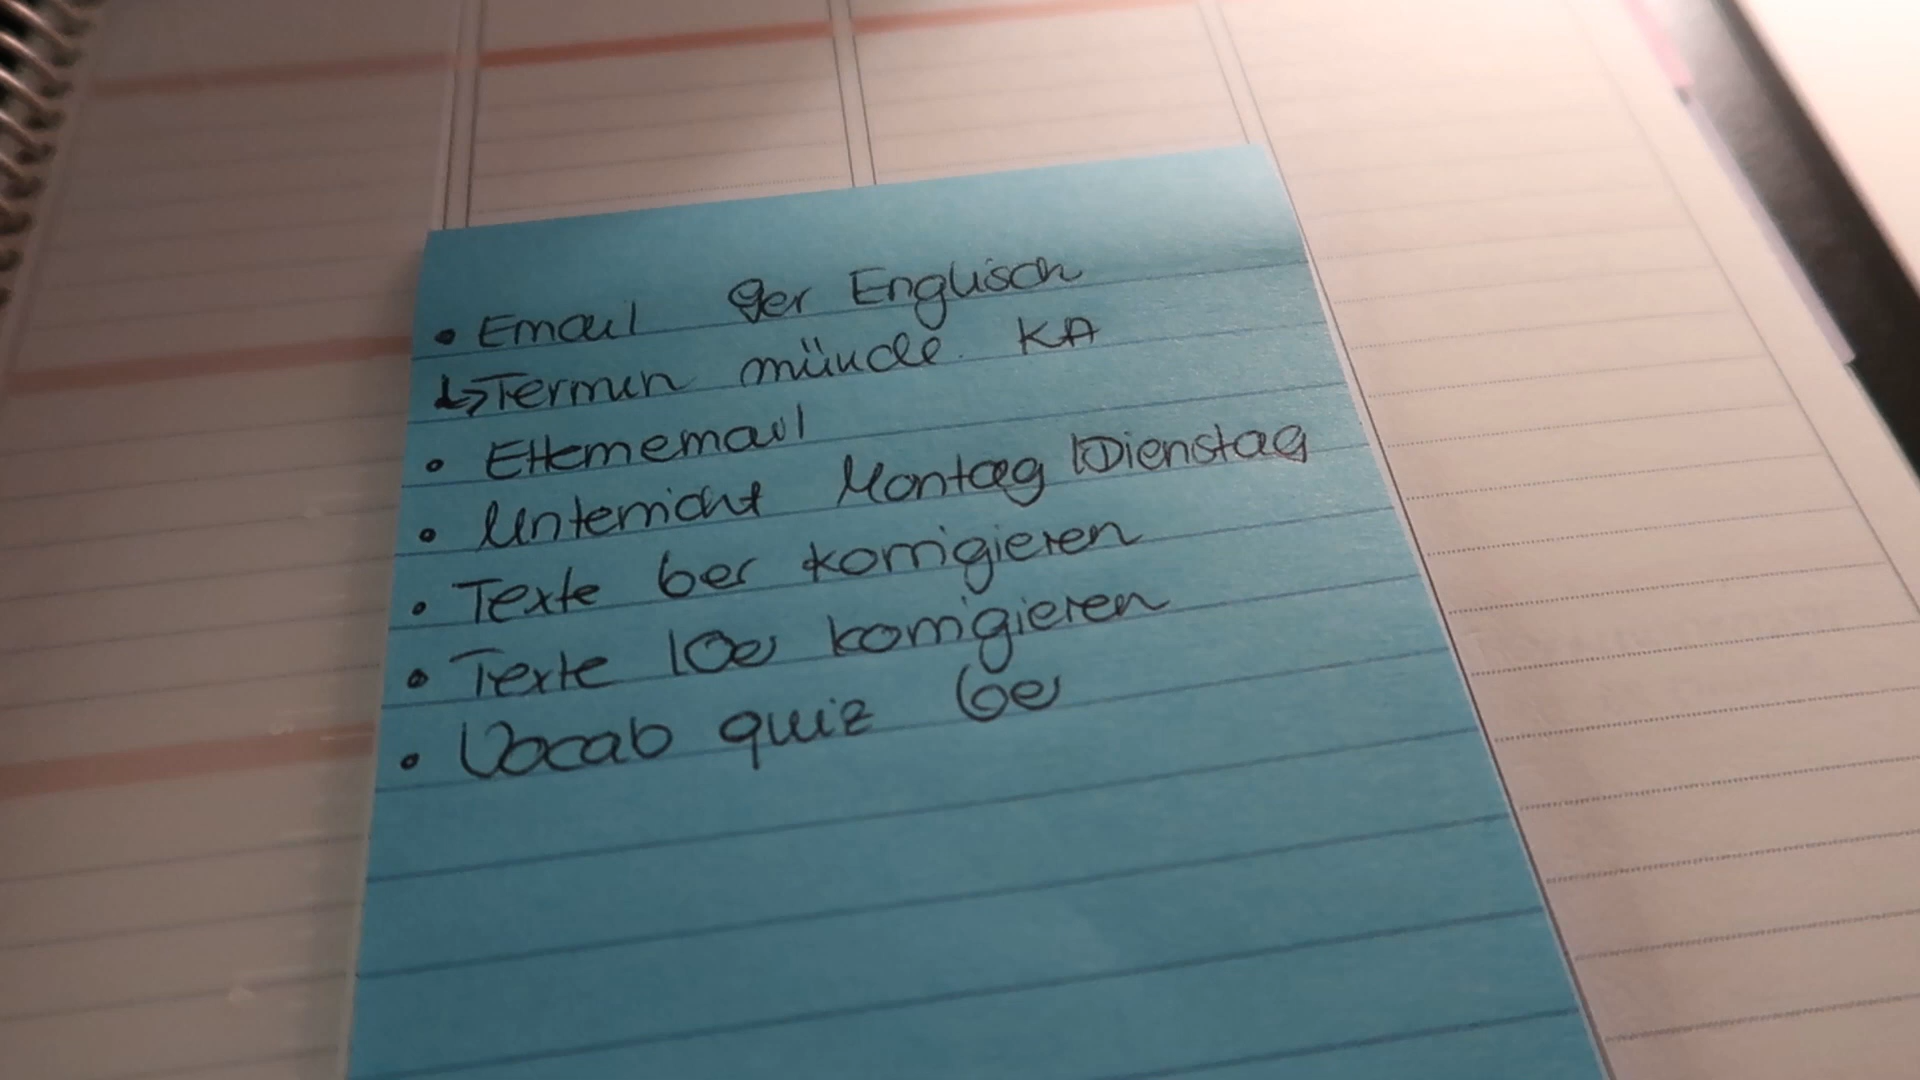 • Email 9er Englisch
↳ Termin mündl. KA
• Elternemail
• Unterricht Montag | Dienstag
• Texte 6er korrigieren
• Texte 10er korrigieren
• Vocab quiz 6er